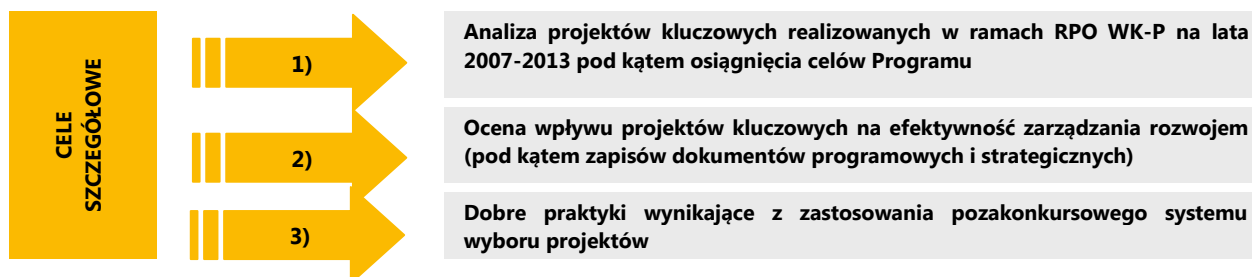 CELE
SZCZEGÓŁOWE
1)
Analiza projektów kluczowych realizowanych w ramach RPO WK-P na lata
2007-2013 pod kątem osiągnięcia celów Programu
2)
Ocena wpływu projektów kluczowych na efektywność zarządzania rozwojem
(pod kątem zapisów dokumentów programowych i strategicznych)
3)
Dobre praktyki wynikające z zastosowania pozakonkursowego systemu
wyboru projektów